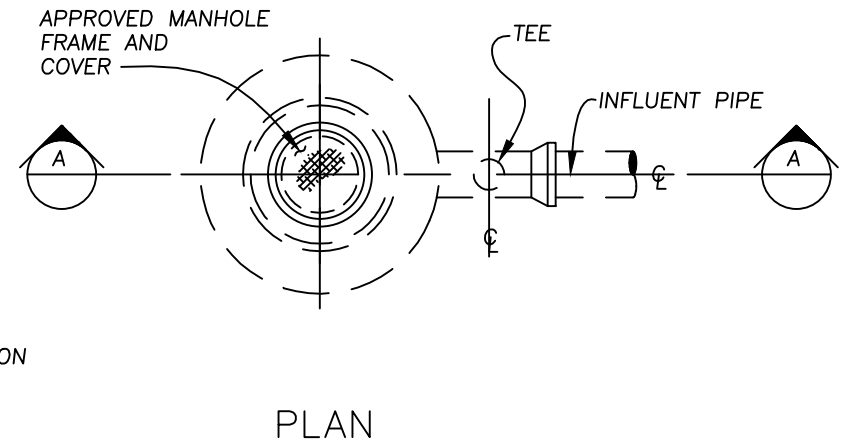 APPROVED MANHOLE
FRAME AND
COVER
TEE
INFLUENT PIPE
A
A
℄
℄
ON
PLAN